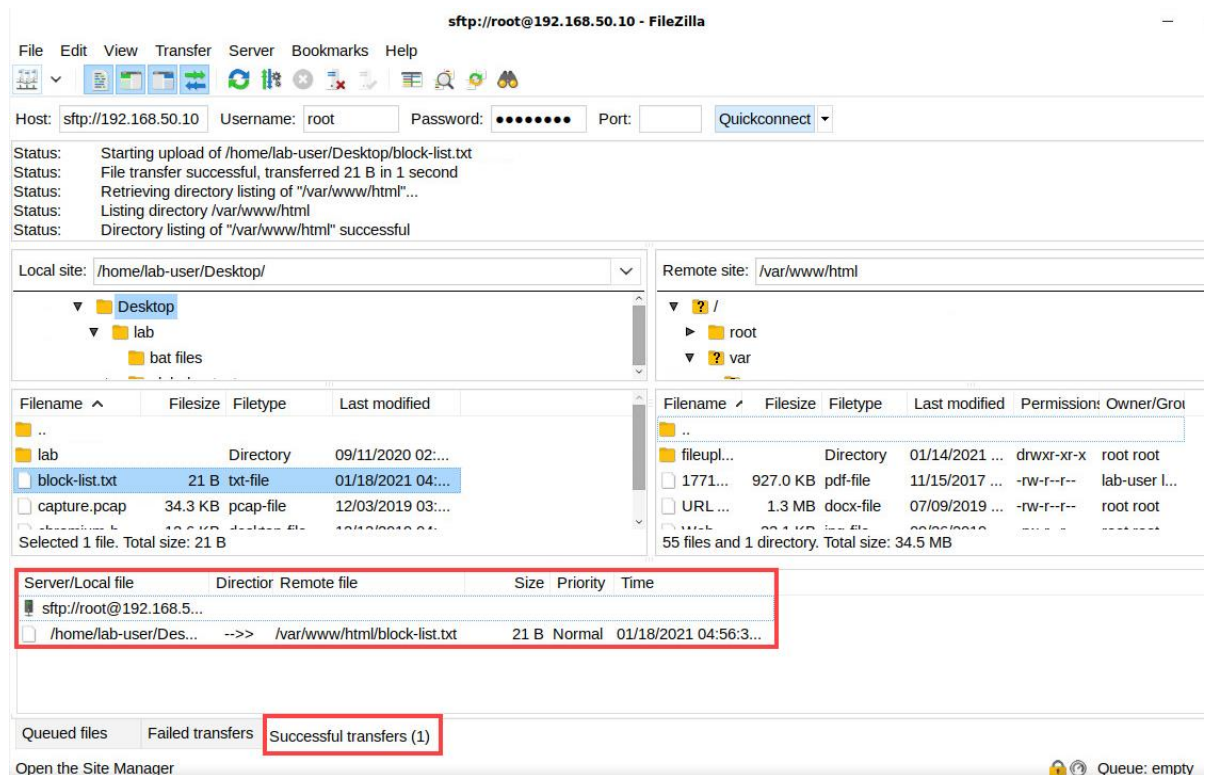 sftp://root@192.168.50.10 - FileZilla
File Edit View Transfer Server Bookmarks Help
Host: sftp://192.168.50.10 Username: root Password: ●●●●●●●● Port: Quickconnect
Status: Starting upload of /home/lab-user/Desktop/block-list.txt
Status: File transfer successful, transferred 21 B in 1 second
Status: Retrieving directory listing of "/var/www/html"...
Status: Listing directory /var/www/html
Status: Directory listing of "/var/www/html" successful
Local site: /home/lab-user/Desktop/
Desktop
lab
bat files
Remote site: /var/www/html
? /
root
? var
Filename Filesize Filetype Last modified
..
lab Directory 09/11/2020 02:...
block-list.txt 21 B txt-file 01/18/2021 04:...
capture.pcap 34.3 KB pcap-file 12/03/2019 03:...
Selected 1 file. Total size: 21 B
Filename Filesize Filetype Last modified Permissions Owner/Grou
..
fileupl... Directory 01/14/2021 ... drwxr-xr-x root root
1771... 927.0 KB pdf-file 11/15/2017 ... -rw-r--r-- lab-user l...
URL ... 1.3 MB docx-file 07/09/2019 ... -rw-r--r-- root root
55 files and 1 directory. Total size: 34.5 MB
Server/Local file Direction Remote file Size Priority Time
sftp://root@192.168.5...
/home/lab-user/Des... -->> /var/www/html/block-list.txt 21 B Normal 01/18/2021 04:56:3...
Queued files Failed transfers Successful transfers (1)
Open the Site Manager Queue: empty